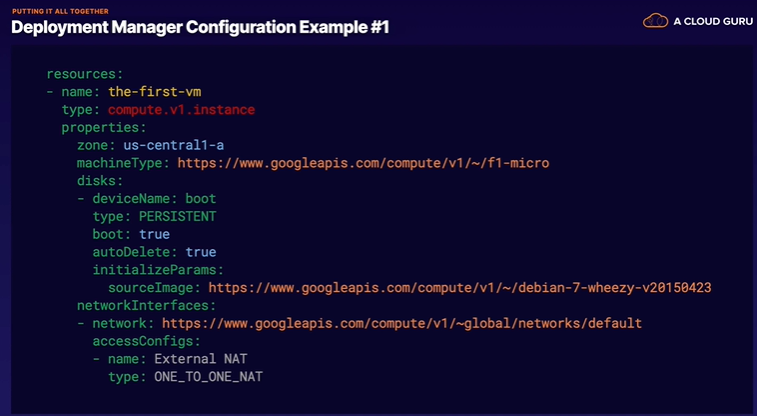 PUTTING IT ALL TOGETHER
Deployment Manager Configuration Example #1
A CLOUD GURU
resources:
- name: the-first-vm
  type: compute.v1.instance
  properties:
    zone: us-central1-a
    machineType: https://www.googleapis.com/compute/v1/~/f1-micro
    disks:
    - deviceName: boot
      type: PERSISTENT
      boot: true
      autoDelete: true
      initializeParams:
        sourceImage: https://www.googleapis.com/compute/v1/~/debian-7-wheezy-v20150423
    networkInterfaces:
    - network: https://www.googleapis.com/compute/v1/~global/networks/default
      accessConfigs:
      - name: External NAT
        type: ONE_TO_ONE_NAT